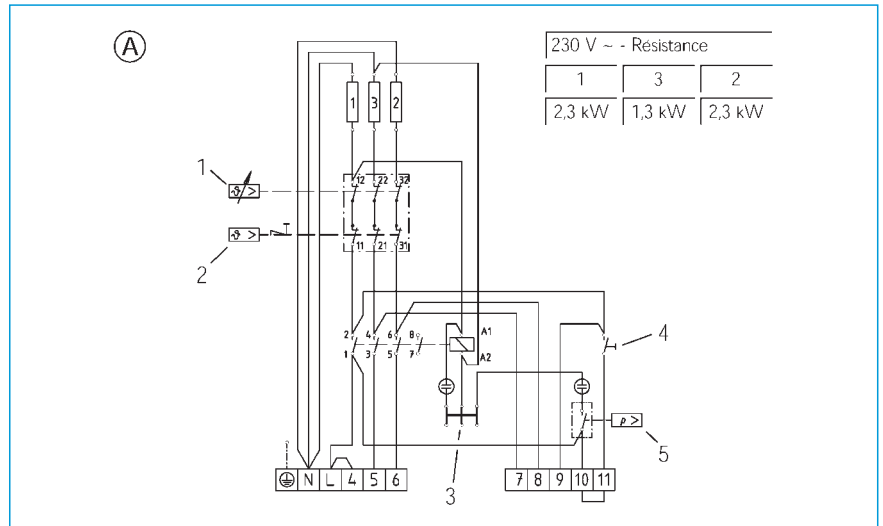 A
230 V ~ - Résistance
1 3 2
2,3 kW 1,3 kW 2,3 kW
1 3 2
1
ϑ >
12 22 32
2
ϑ >
11 21 31
2 4 6 8 A1
1 3 5 7 A2
4
3
p >
5
N L 4 5 6
7 8 9 10 11